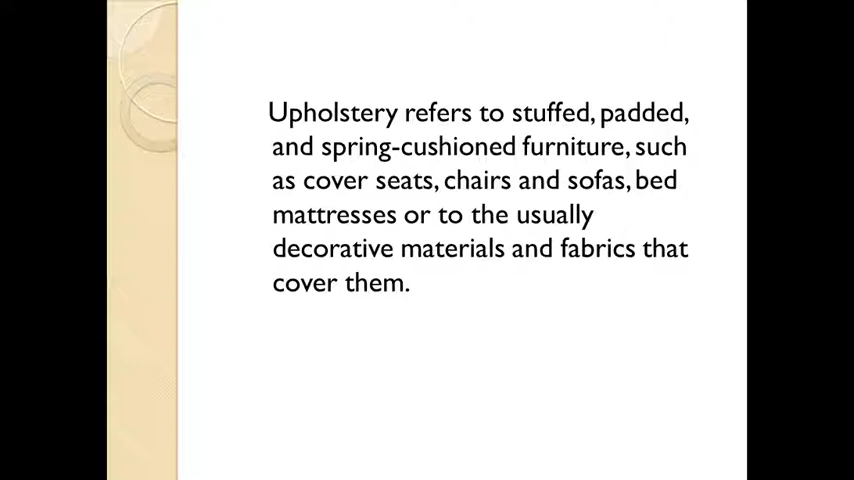 Upholstery refers to stuffed, padded,
and spring-cushioned furniture, such
as cover seats, chairs and sofas, bed
mattresses or to the usually
decorative materials and fabrics that
cover them.